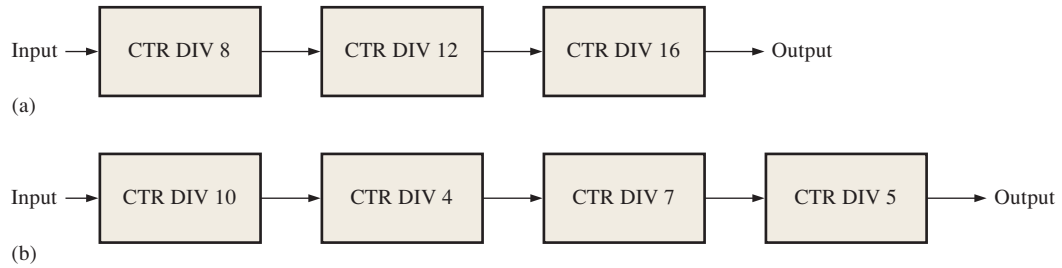 Input CTR DIV 8 CTR DIV 12 CTR DIV 16 Output
(a)
Input CTR DIV 10 CTR DIV 4 CTR DIV 7 CTR DIV 5 Output
(b)